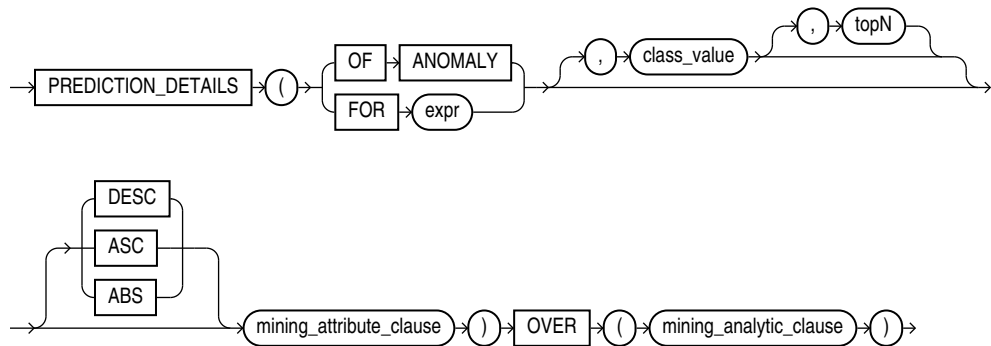 , topN
OF ANOMALY , class_value
PREDICTION_DETAILS (
FOR expr
DESC
ASC
ABS
mining_attribute_clause ) OVER ( mining_analytic_clause )